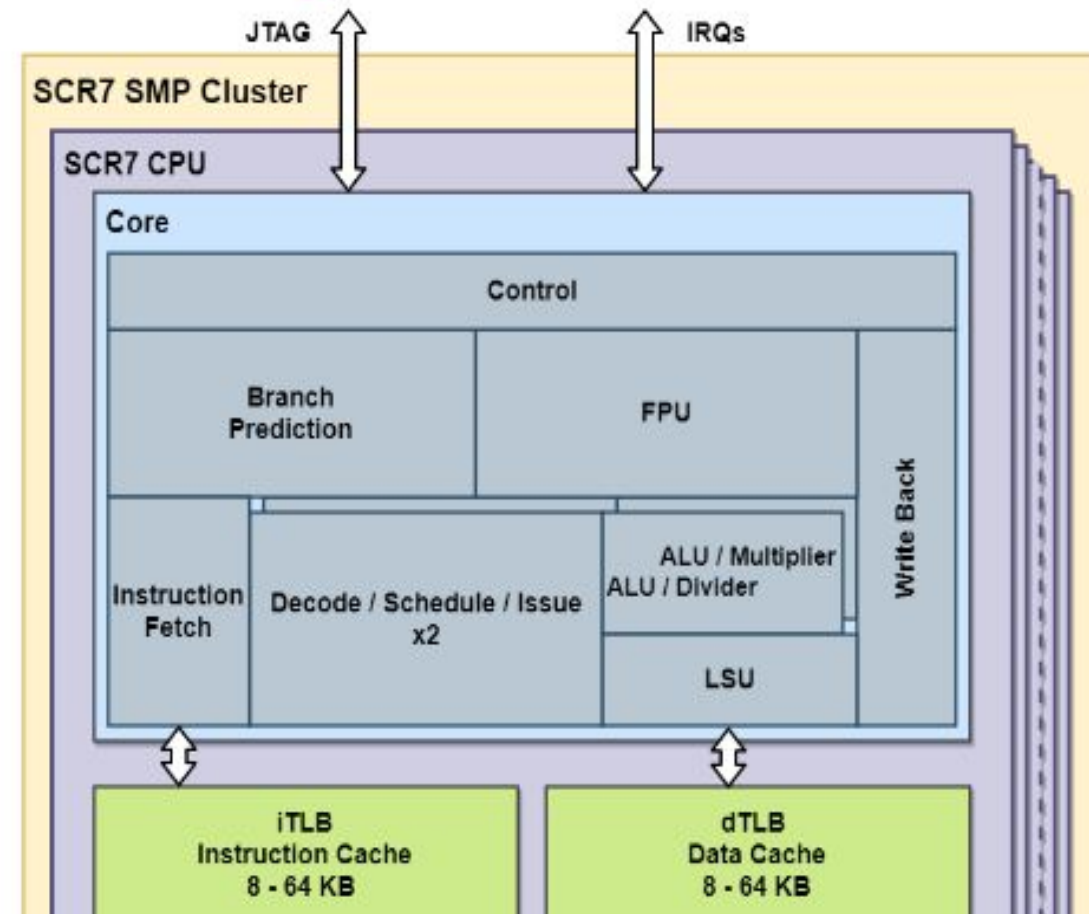 JTAG
IRQs
SCR7 SMP Cluster
SCR7 CPU
Core
Control
Branch
Prediction
FPU
Write Back
Instruction
Fetch
Decode / Schedule / Issue
x2
ALU / Multiplier
ALU / Divider
LSU
iTLB
Instruction Cache
8 - 64 KB
dTLB
Data Cache
8 - 64 KB